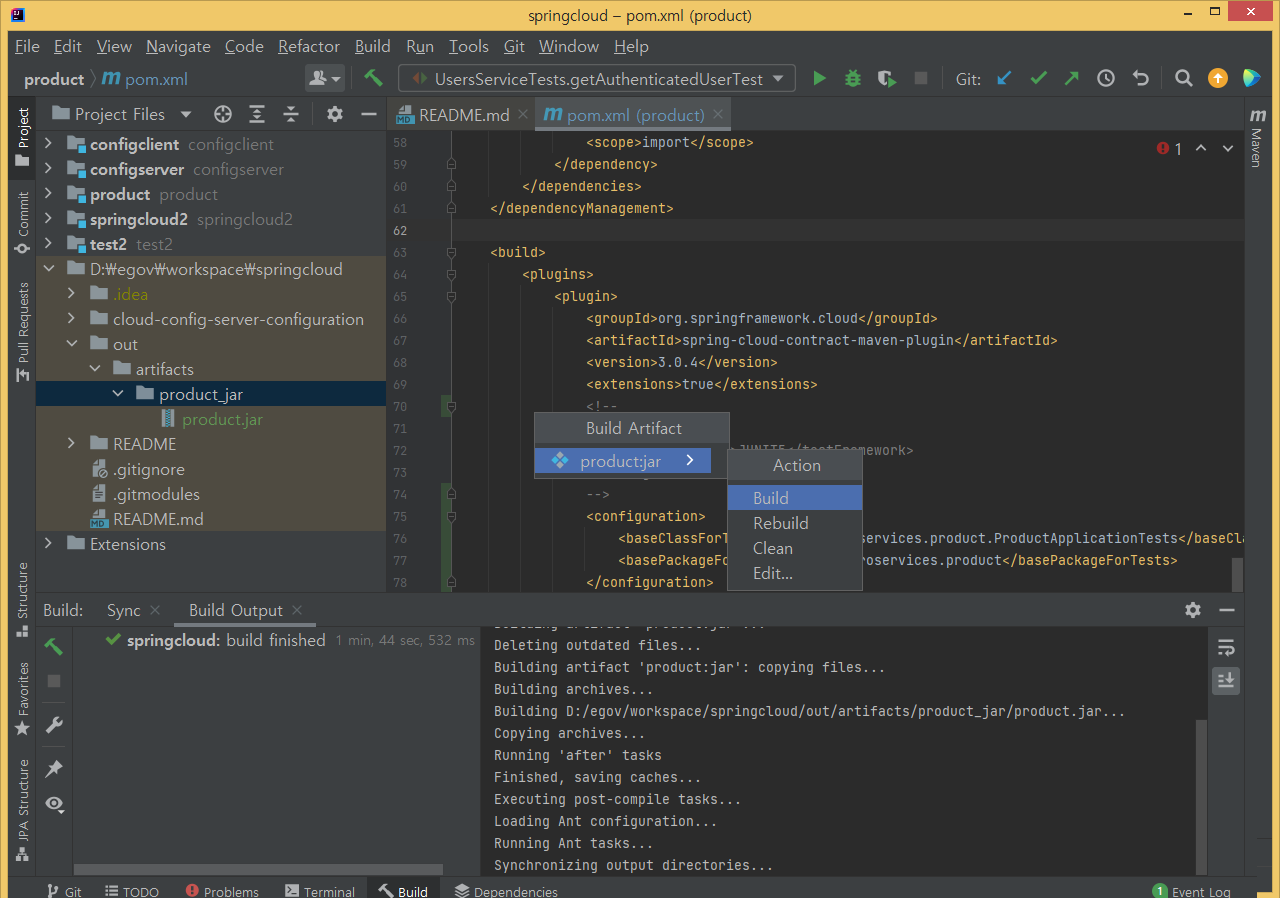 springcloud – pom.xml (product)
File Edit View Navigate Code Refactor Build Run Tools Git Window Help
product pom.xml UsersServiceTests.getAuthenticatedUserTest Git:
Project
Commit
Pull Requests
Structure
Favorites
JPA Structure
Project Files
configclient configclient
configserver configserver
product product
springcloud2 springcloud2
test2 test2
D:₩egov₩workspace₩springcloud
.idea
cloud-config-server-configuration
out
artifacts
product_jar
product.jar
README
.gitignore
.gitmodules
README.md
Extensions
README.md pom.xml (product)
Maven
1
58 <scope>import</scope>
59 </dependency>
60 </dependencies>
61 </dependencyManagement>
62
63 <build>
64 <plugins>
65 <plugin>
66 <groupId>org.springframework.cloud</groupId>
67 <artifactId>spring-cloud-contract-maven-plugin</artifactId>
68 <version>3.0.4</version>
69 <extensions>true</extensions>
70 <!--
71
72 JUNIT5</testFramework>
73
74 -->
75 <configuration>
76 <baseClassForT roservices.product.ProductApplicationTests</baseCl
77 <basePackageFo roservices.product</basePackageForTests>
78 </configuration>
Build Artifact
product:jar
Action
Build
Rebuild
Clean
Edit...
Build: Sync Build Output
springcloud: build finished 1 min, 44 sec, 532 ms
Building artifact 'product:jar'...
Deleting outdated files...
Building artifact 'product:jar': copying files...
Building archives...
Building D:/egov/workspace/springcloud/out/artifacts/product_jar/product.jar...
Copying archives...
Running 'after' tasks
Finished, saving caches...
Executing post-compile tasks...
Loading Ant configuration...
Running Ant tasks...
Synchronizing output directories...
Git TODO Problems Terminal Build Dependencies 1 Event Log